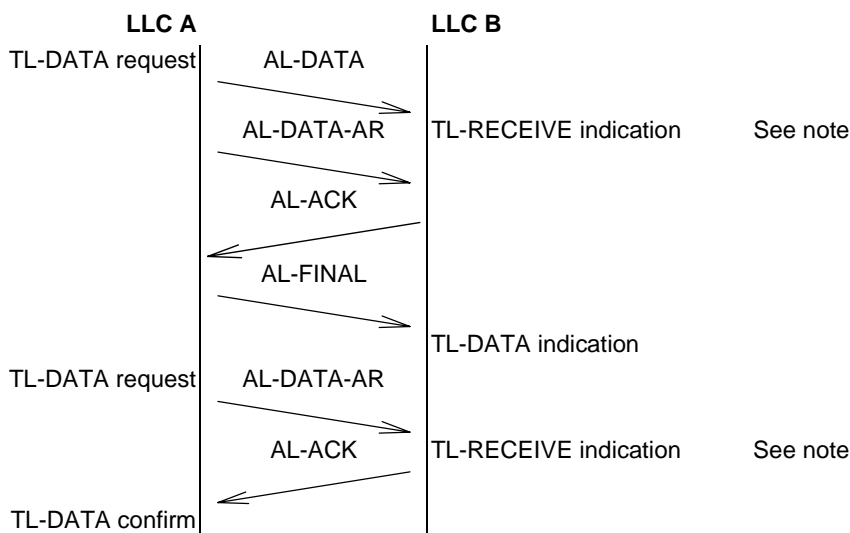 LLC A LLC B
TL-DATA request AL-DATA
AL-DATA-AR TL-RECEIVE indication See note
AL-ACK
AL-FINAL
TL-DATA indication
TL-DATA request AL-DATA-AR
AL-ACK TL-RECEIVE indication See note
TL-DATA confirm